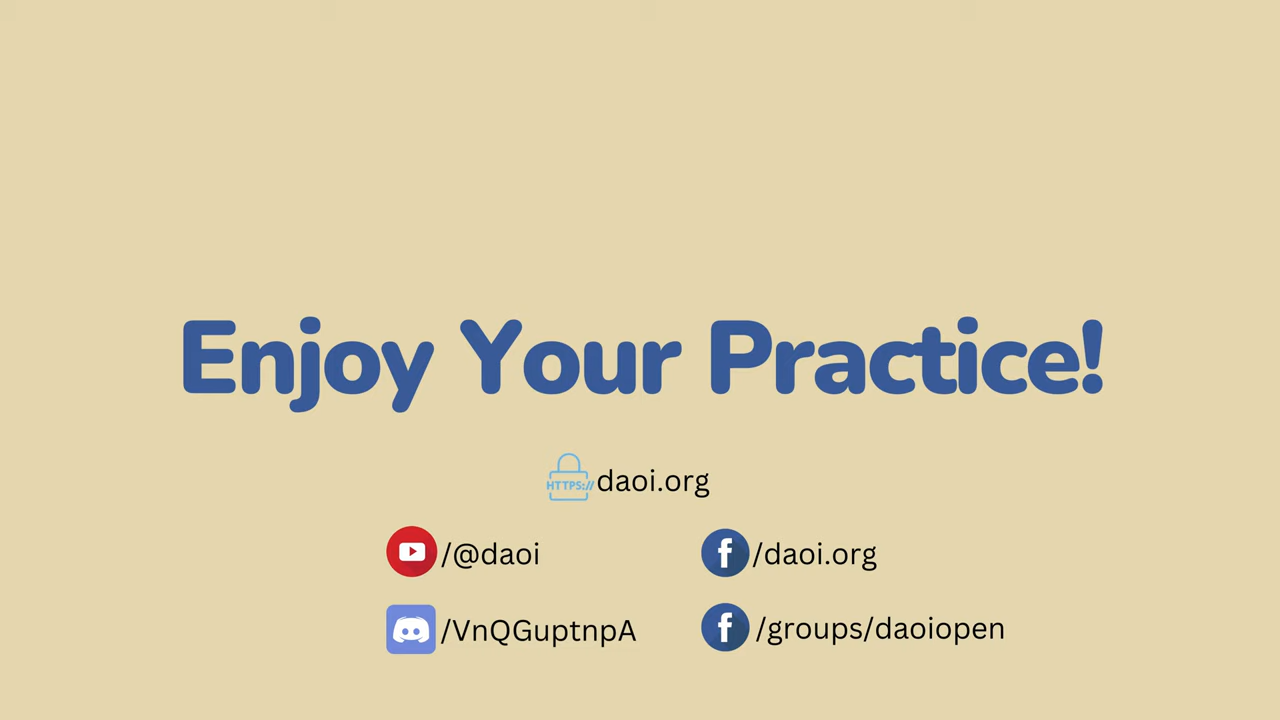 Enjoy Your Practice!
HTTPS:// daoi.org
/@daoi
/daoi.org
/VnQGuptnpA
/groups/daoiopen